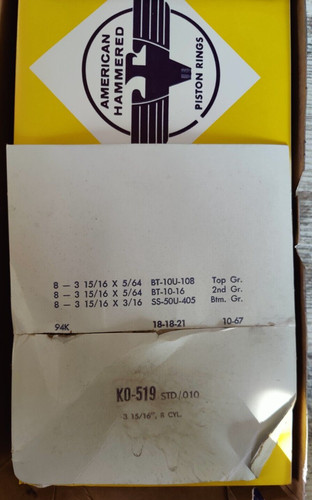 AMERICAN
HAMMERED
PISTON RINGS
8 — 3 15/16 X 5/64 BT-10U-108 Top Gr.
8 — 3 15/16 X 5/64 BT-10-16 2nd Gr.
8 — 3 15/16 X 3/16 SS-50U-405 Btm. Gr.
94K 18-18-21 10-67
KO-519 STD/010
3 15/16", 8 CYL.